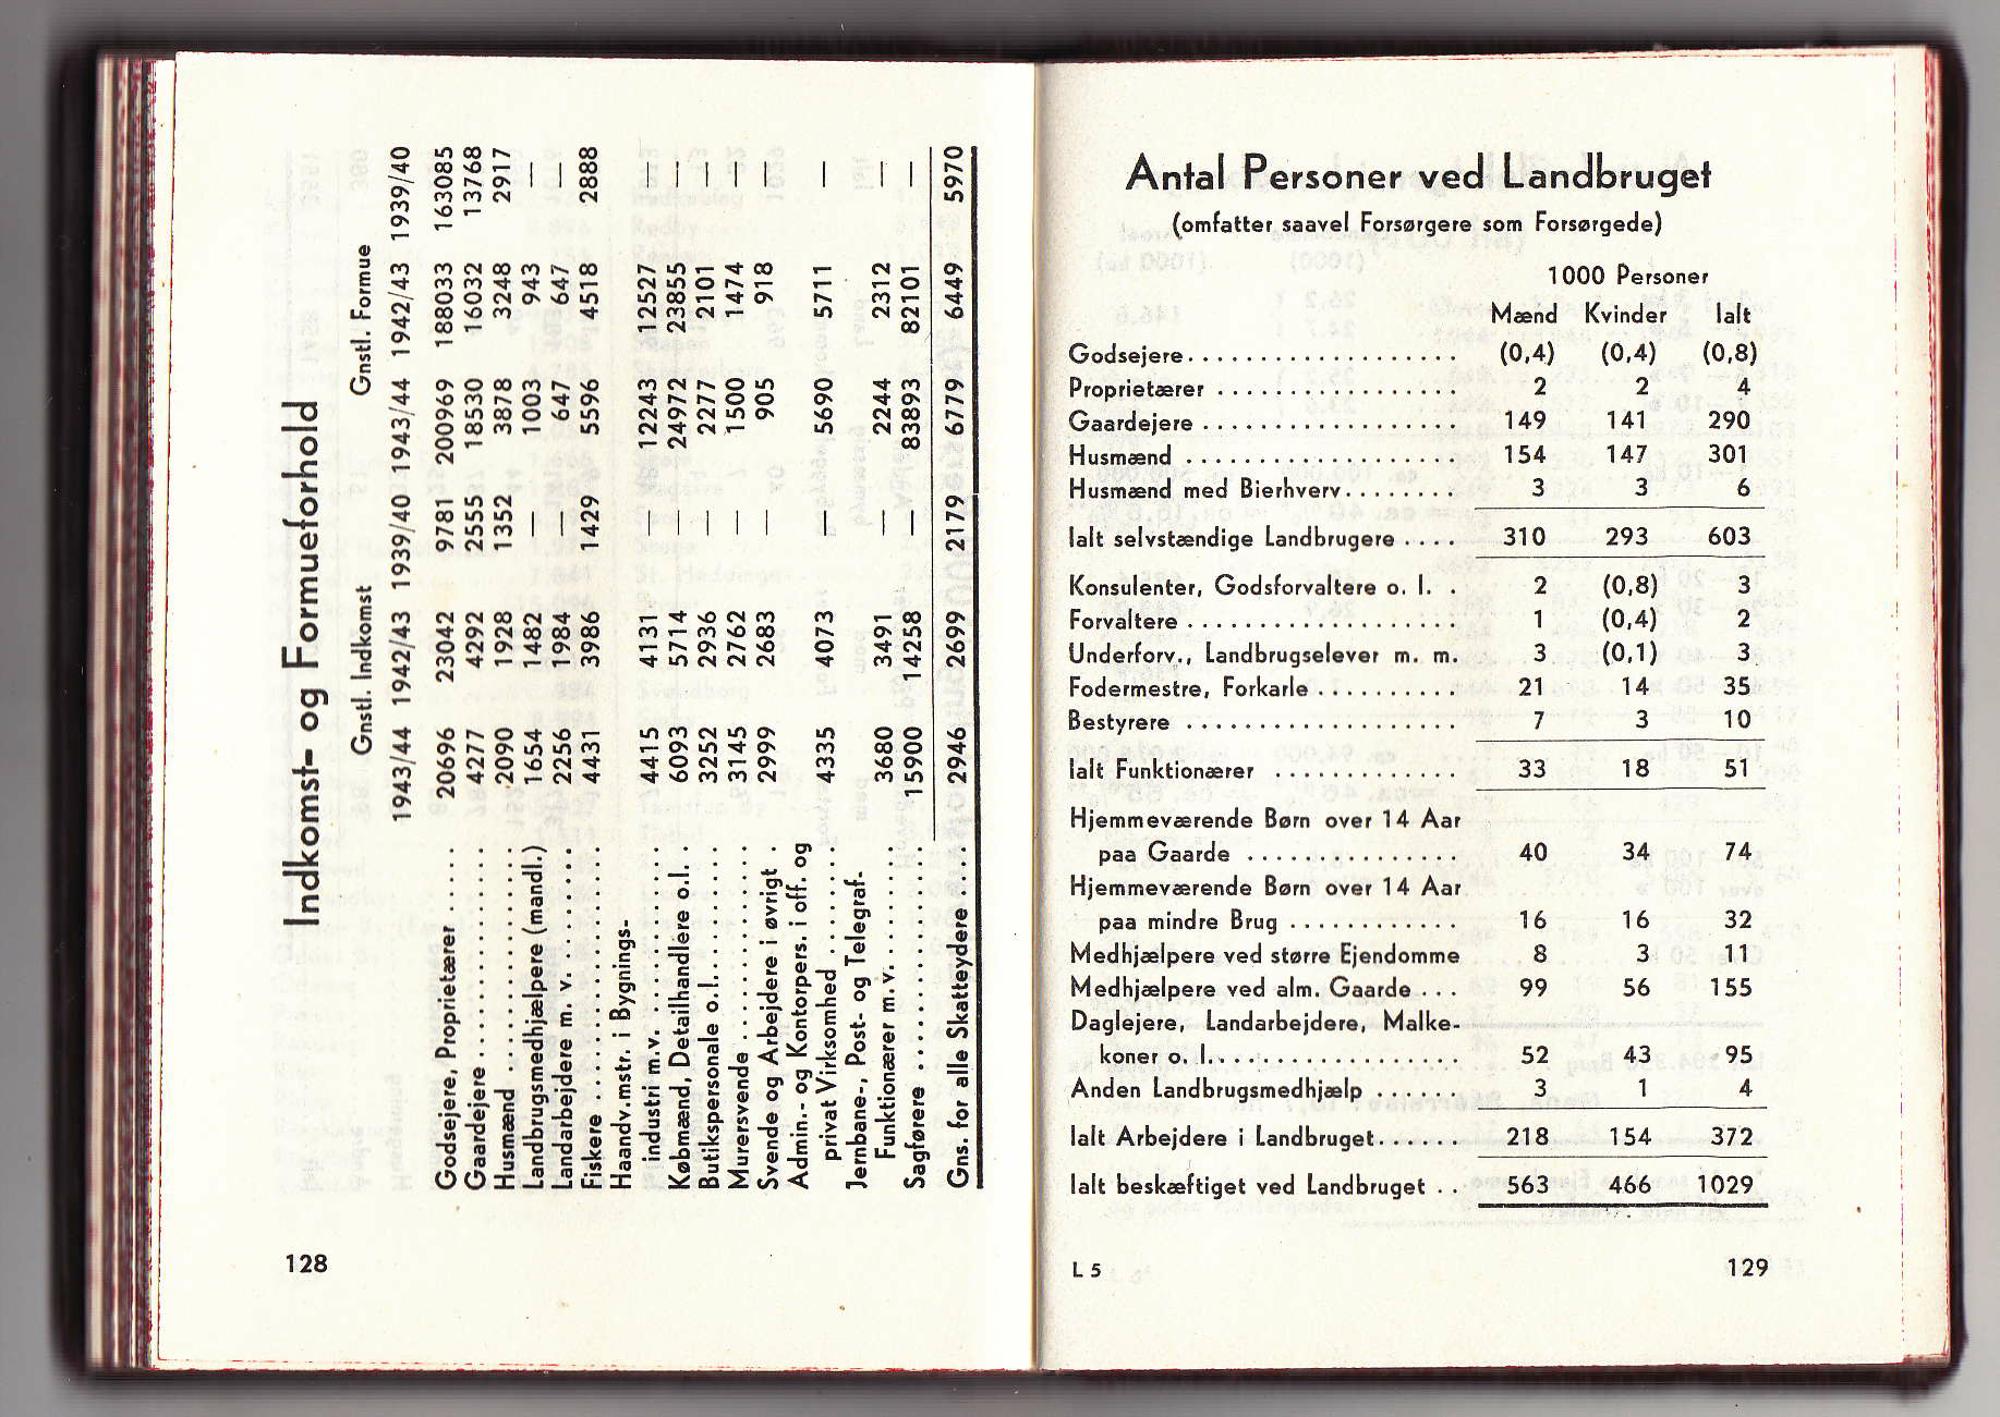 Indkomst- og Formueforhold
Gnstl. Indkomst Gnstl. Formue
1943/44 1942/43 1939/40 1943/44 1942/43 1939/40
Godsejere, Proprietærer ..... 20696 23042 9781 200969 188033 163085
Gaardejere .............. 4277 4292 2555 18530 16032 13768
Husmænd .............. 2090 1928 1352 3878 3248 2917
Landbrugsmedhjælpere (mandl.) 1654 1482 — 1003 943 —
Landarbejdere m. v. ......... 2256 1984 — 647 647 —
Fiskere ................ 4431 3986 1429 5596 4518 2888
Haandv.mstr. i Bygnings-
industri m.v. .............. 4415 4131 — 12243 12527 —
Købmænd, Detailhandlere o.l. . 6093 5714 — 24972 23855 —
Butikspersonale o. l. .......... 3252 2936 — 2277 2101 —
Murersvende ............. 3145 2762 — 1500 1474 —
Svende og Arbejdere i øvrigt . 2999 2683 — 905 918 —
Admin.- og Kontorpers. i off. og
privat Virksomhed ........ 4335 4073 — 5690 5711 —
Jernbane-, Post- og Telegraf-
Funktionærer m. v. ......... 3680 3491 — 2244 2312 —
Sagførere ............... 15900 14258 — 83893 82101 —
Gns. for alle Skatteydere ..... 2946 2699 2179 6779 6449 5970
128
Antal Personer ved Landbruget
(omfatter saavel Forsørgere som Forsørgede)
1000 Personer
Mænd Kvinder Ialt
Godsejere.................... (0,4) (0,4) (0,8)
Proprietærer .................. 2 2 4
Gaardejere ................... 149 141 290
Husmænd .................... 154 147 301
Husmænd med Bierhverv......... 3 3 6
Ialt selvstændige Landbrugere .... 310 293 603
Konsulenter, Godsforvaltere o. l. . 2 (0,8) 3
Forvaltere .................... 1 (0,4) 2
Underforv., Landbrugselever m. m. 3 (0,1) 3
Fodermestre, Forkarle .......... 21 14 35
Bestyrere .................... 7 3 10
Ialt Funktionærer .............. 33 18 51
Hjemmeværende Børn over 14 Aar
paa Gaarde ................ 40 34 74
Hjemmeværende Børn over 14 Aar
paa mindre Brug ............. 16 16 32
Medhjælpere ved større Ejendomme 8 3 11
Medhjælpere ved alm. Gaarde ... 99 56 155
Daglejere, Landarbejdere, Malke-
koner o. l................... 52 43 95
Anden Landbrugsmedhjælp ...... 3 1 4
Ialt Arbejdere i Landbruget...... 218 154 372
Ialt beskæftiget ved Landbruget .. 563 466 1029
L 5
129